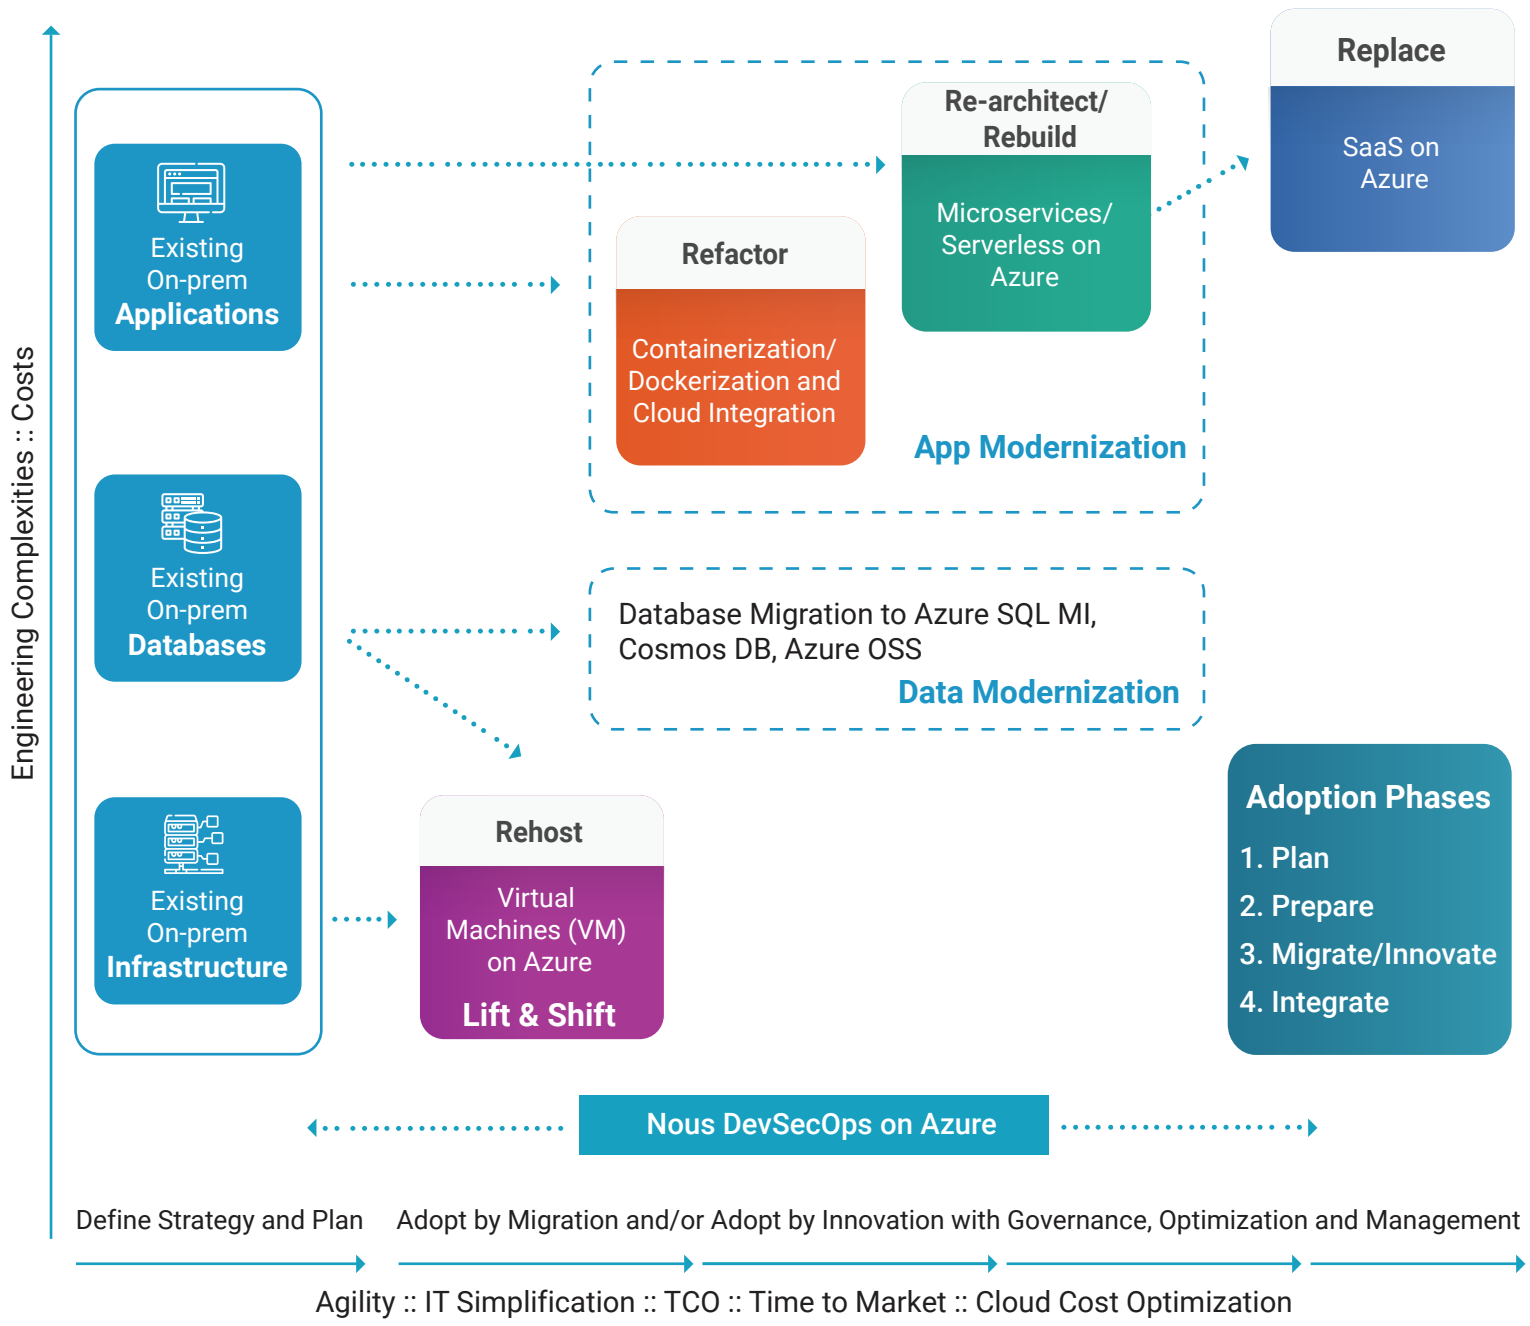 Engineering Complexities :: Costs
Existing
On-prem
Applications
Existing
On-prem
Databases
Existing
On-prem
Infrastructure
Refactor
Containerization/
Dockerization and
Cloud Integration
Re-architect/
Rebuild
Microservices/
Serverless on
Azure
App Modernization
Replace
SaaS on
Azure
Database Migration to Azure SQL MI,
Cosmos DB, Azure OSS
Data Modernization
Rehost
Virtual
Machines (VM)
on Azure
Lift & Shift
Adoption Phases
1. Plan
2. Prepare
3. Migrate/Innovate
4. Integrate
Nous DevSecOps on Azure
Define Strategy and Plan
Adopt by Migration and/or Adopt by Innovation with Governance, Optimization and Management
Agility :: IT Simplification :: TCO :: Time to Market :: Cloud Cost Optimization